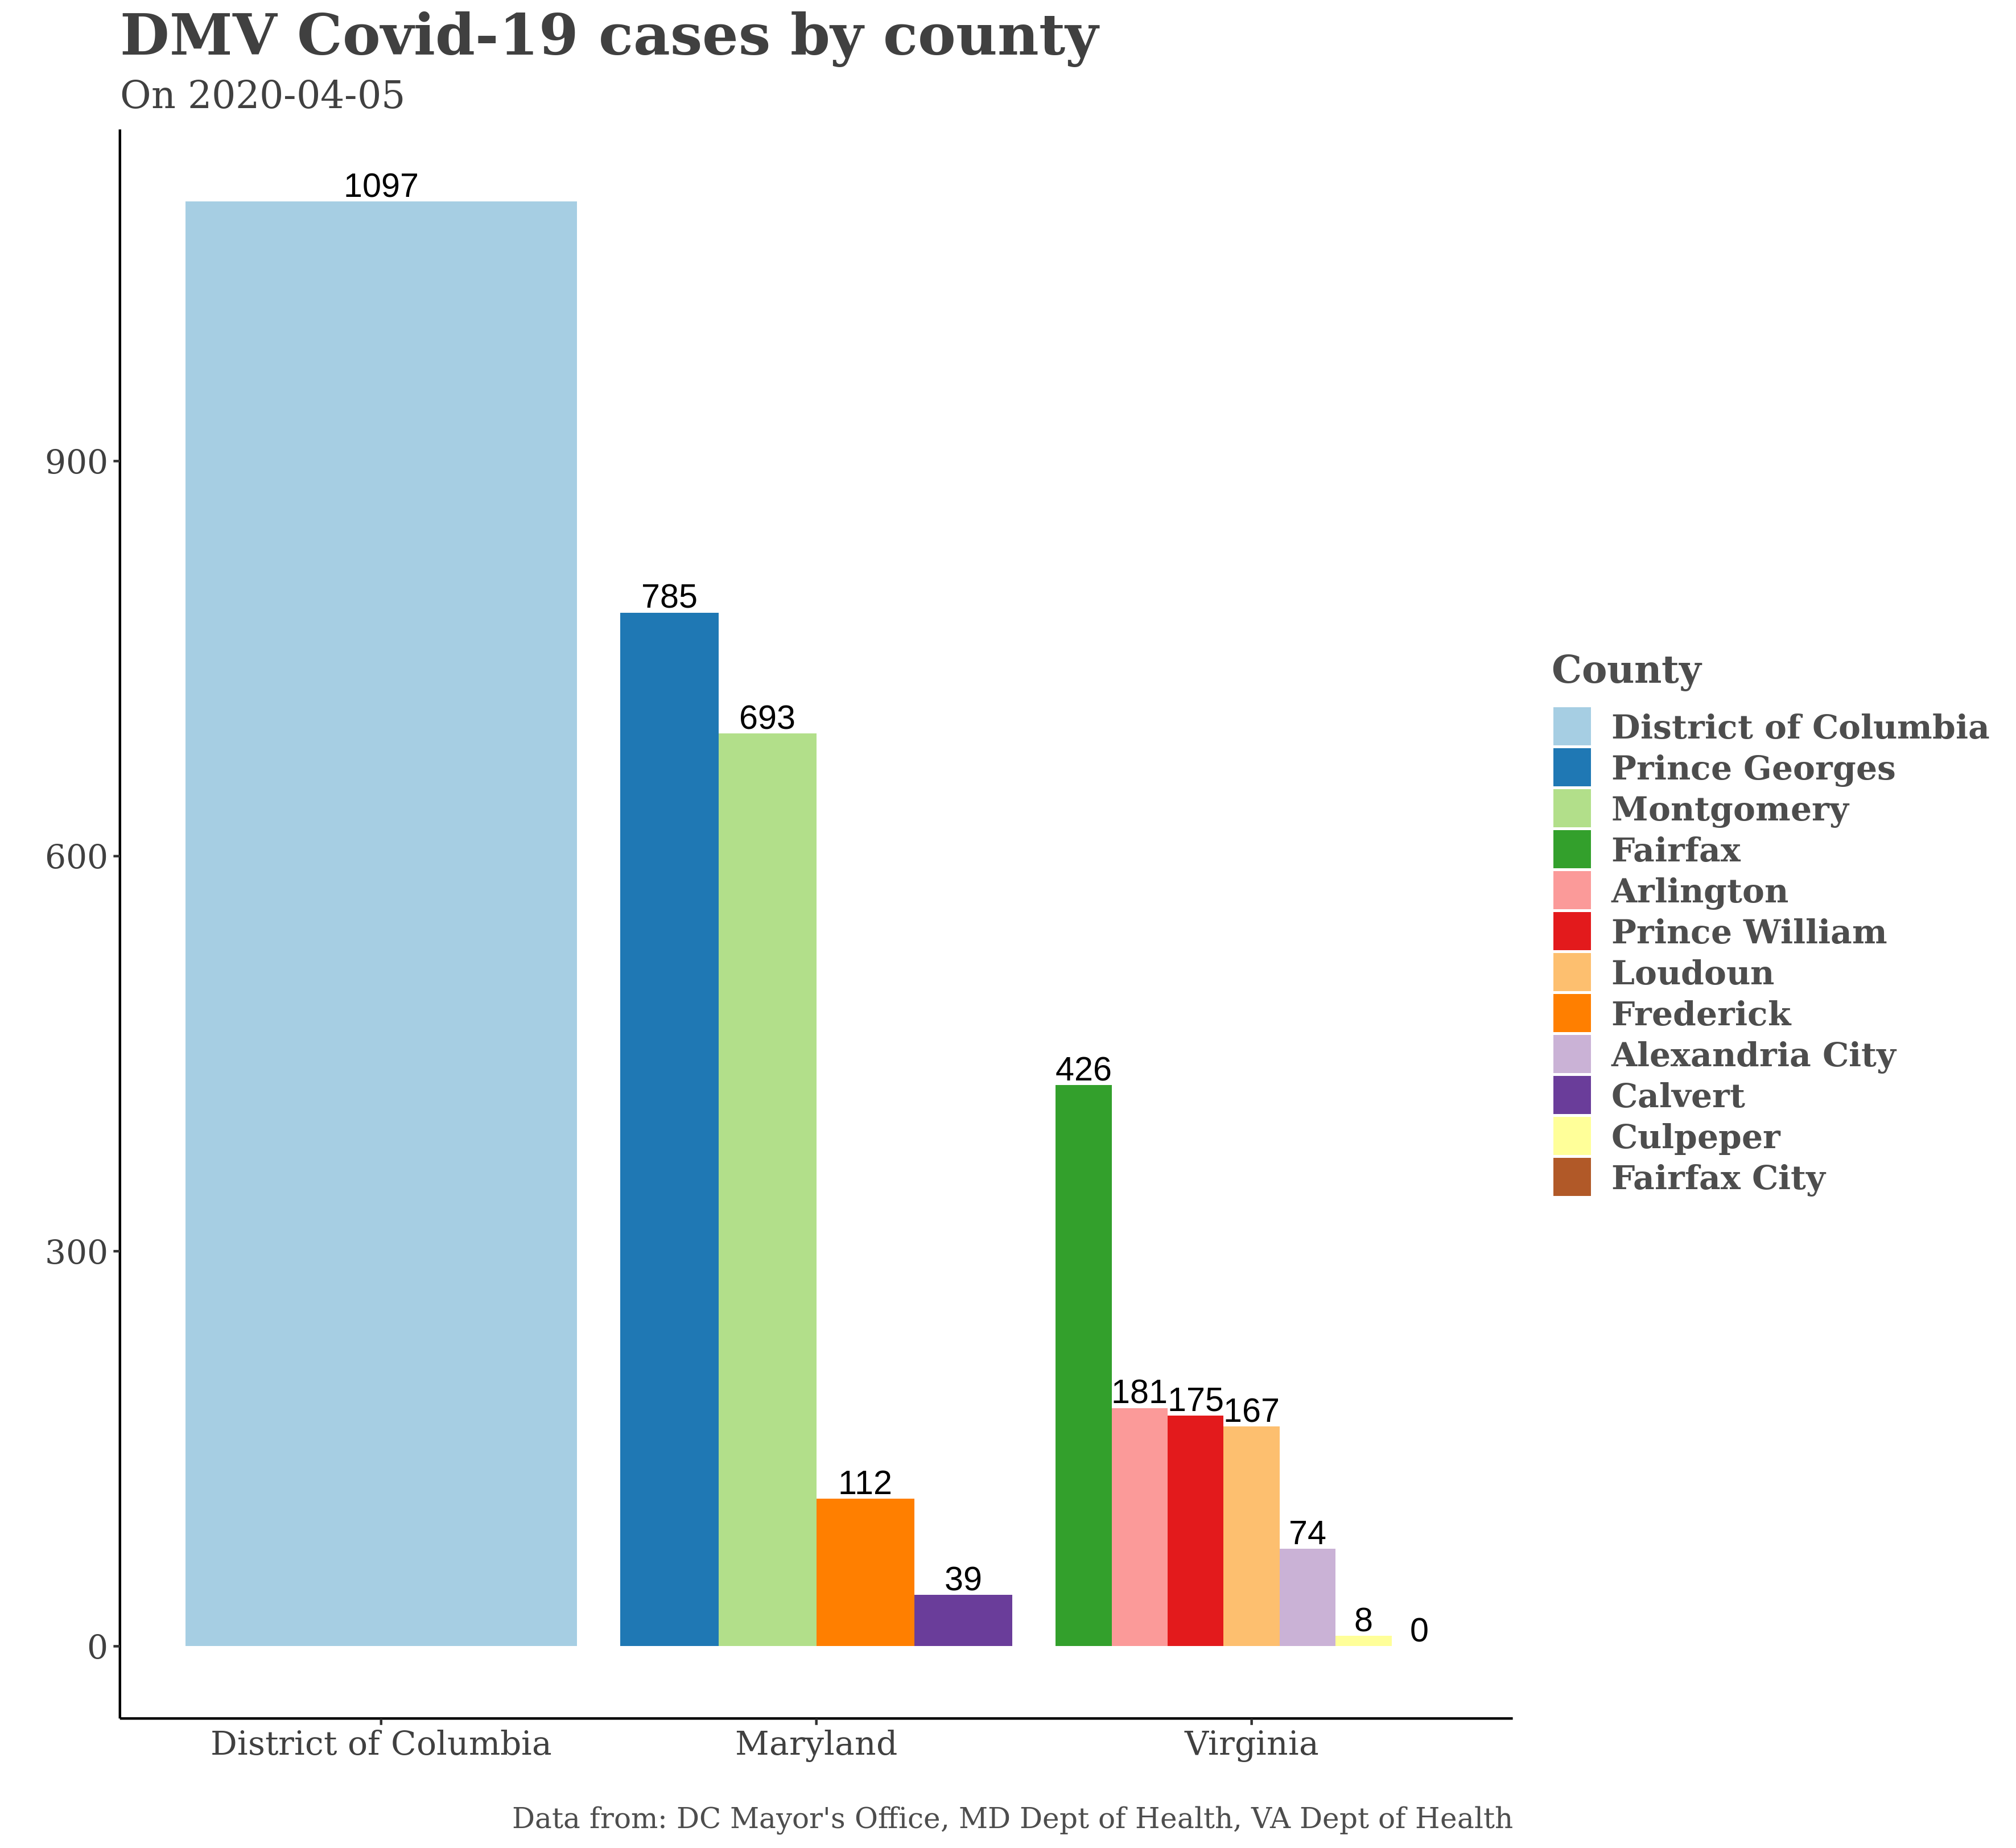 DMV Covid-19 cases by county
On 2020-04-05
1097
900
785
693
600
426
300
181
175
167
112
74
39
8
0
0
District of Columbia
Maryland
Virginia
County
District of Columbia
Prince Georges
Montgomery
Fairfax
Arlington
Prince William
Loudoun
Frederick
Alexandria City
Calvert
Culpeper
Fairfax City
Data from: DC Mayor's Office, MD Dept of Health, VA Dept of Health